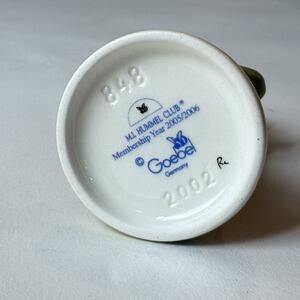 848
M.I. HUMMEL CLUB®
Membership Year 2005/2006
© Goebel
Germany
2002